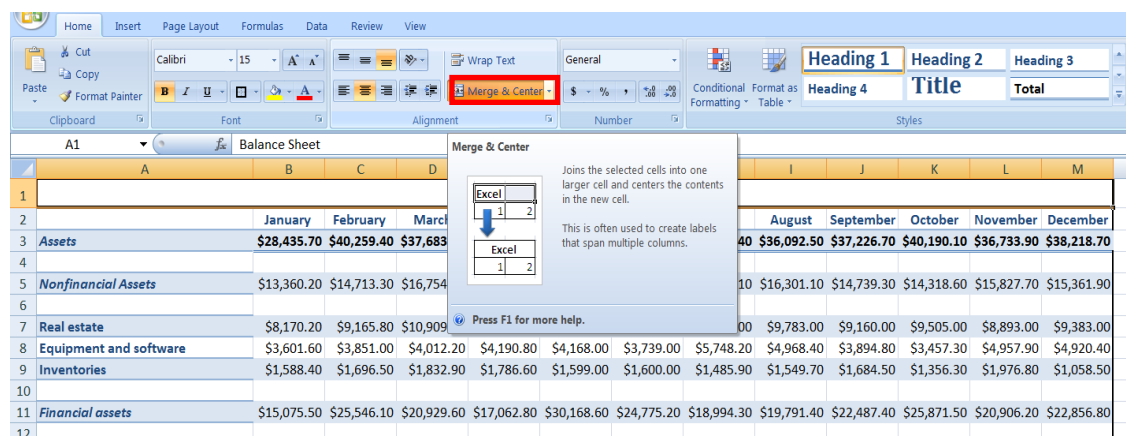 Home Insert Page Layout Formulas Data Review View
Paste
Cut
Copy
Format Painter
Calibri 15 A A
B I U A
Wrap Text
Merge & Center
General
$ % , .0 .00 .00 .0
Conditional Formatting
Format as Table
Heading 1 Heading 2 Heading 3
Heading 4 Title Total
Clipboard Font Alignment Number Styles
A1 fx Balance Sheet
Merge & Center
Joins the selected cells into one
larger cell and centers the contents
in the new cell.
This is often used to create labels
that span multiple columns.
Excel
1 2
Excel
1 2
Press F1 for more help.
A B C D I J K L M
1
2 January February March August September October November December
3 Assets $28,435.70 $40,259.40 $37,683 40 $36,092.50 $37,226.70 $40,190.10 $36,733.90 $38,218.70
4
5 Nonfinancial Assets $13,360.20 $14,713.30 $16,754 10 $16,301.10 $14,739.30 $14,318.60 $15,827.70 $15,361.90
6
7 Real estate $8,170.20 $9,165.80 $10,909 00 $9,783.00 $9,160.00 $9,505.00 $8,893.00 $9,383.00
8 Equipment and software $3,601.60 $3,851.00 $4,012.20 $4,190.80 $4,168.00 $3,739.00 $5,748.20 $4,968.40 $3,894.80 $3,457.30 $4,957.90 $4,920.40
9 Inventories $1,588.40 $1,696.50 $1,832.90 $1,786.60 $1,599.00 $1,600.00 $1,485.90 $1,549.70 $1,684.50 $1,356.30 $1,976.80 $1,058.50
10
11 Financial assets $15,075.50 $25,546.10 $20,929.60 $17,062.80 $30,168.60 $24,775.20 $18,994.30 $19,791.40 $22,487.40 $25,871.50 $20,906.20 $22,856.80
12